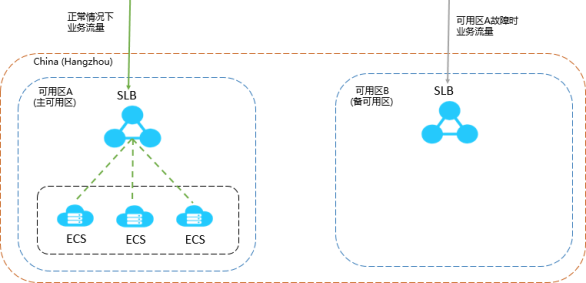 正常情况下
业务流量
可用区A故障时
业务流量
China (Hangzhou)
可用区A
(主可用区)
SLB
可用区B
(备可用区)
SLB
ECS
ECS
ECS